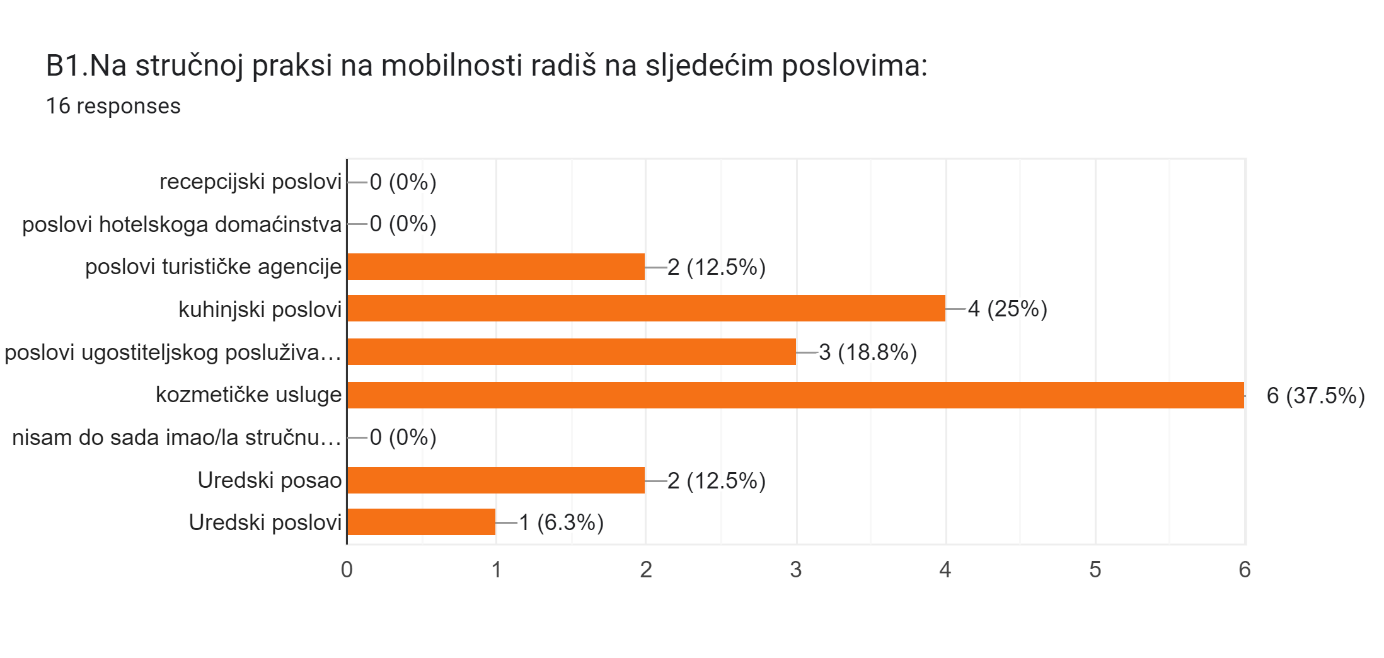 B1.Na stručnoj praksi na mobilnosti radiš na sljedećim poslovima:
16 responses
recepcijski poslovi 0 (0%)
poslovi hotelskoga domaćinstva 0 (0%)
poslovi turističke agencije 2 (12.5%)
kuhinjski poslovi 4 (25%)
poslovi ugostiteljskog posluživa… 3 (18.8%)
kozmetičke usluge 6 (37.5%)
nisam do sada imao/la stručnu… 0 (0%)
Uredski posao 2 (12.5%)
Uredski poslovi 1 (6.3%)
0 1 2 3 4 5 6